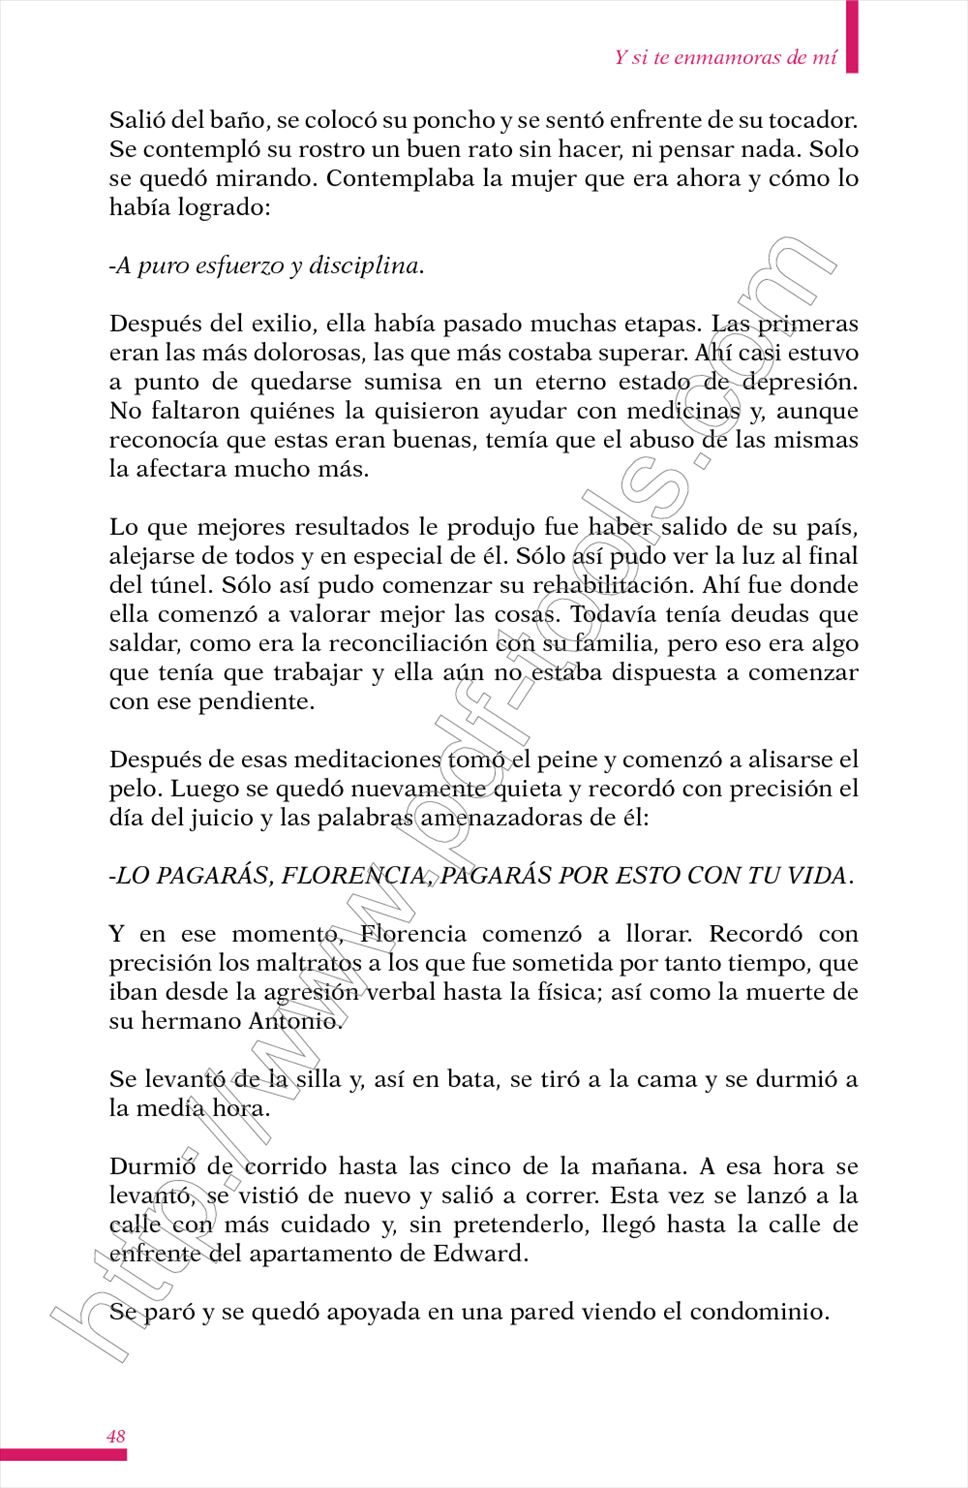 Y si te enmamoras de mí
Salió del baño, se colocó su poncho y se sentó enfrente de su tocador.
Se contempló su rostro un buen rato sin hacer, ni pensar nada. Solo
se quedó mirando. Contemplaba la mujer que era ahora y cómo lo
había logrado:
-A puro esfuerzo y disciplina.
Después del exilio, ella había pasado muchas etapas. Las primeras
eran las más dolorosas, las que más costaba superar. Ahí casi estuvo
a punto de quedarse sumisa en un eterno estado de depresión.
No faltaron quiénes la quisieron ayudar con medicinas y, aunque
reconocía que estas eran buenas, temía que el abuso de las mismas
la afectara mucho más.
Lo que mejores resultados le produjo fue haber salido de su país,
alejarse de todos y en especial de él. Sólo así pudo ver la luz al final
del túnel. Sólo así pudo comenzar su rehabilitación. Ahí fue donde
ella comenzó a valorar mejor las cosas. Todavía tenía deudas que
saldar, como era la reconciliación con su familia, pero eso era algo
que tenía que trabajar y ella aún no estaba dispuesta a comenzar
con ese pendiente.
Después de esas meditaciones tomó el peine y comenzó a alisarse el
pelo. Luego se quedó nuevamente quieta y recordó con precisión el
día del juicio y las palabras amenazadoras de él:
-LO PAGARÁS, FLORENCIA, PAGARÁS POR ESTO CON TU VIDA.
Y en ese momento, Florencia comenzó a llorar. Recordó con
precisión los maltratos a los que fue sometida por tanto tiempo, que
iban desde la agresión verbal hasta la física; así como la muerte de
su hermano Antonio.
Se levantó de la silla y, así en bata, se tiró a la cama y se durmió a
la media hora.
Durmió de corrido hasta las cinco de la mañana. A esa hora se
levantó, se vistió de nuevo y salió a correr. Esta vez se lanzó a la
calle con más cuidado y, sin pretenderlo, llegó hasta la calle de
enfrente del apartamento de Edward.
Se paró y se quedó apoyada en una pared viendo el condominio.
48
http://www.pdf-tools.com